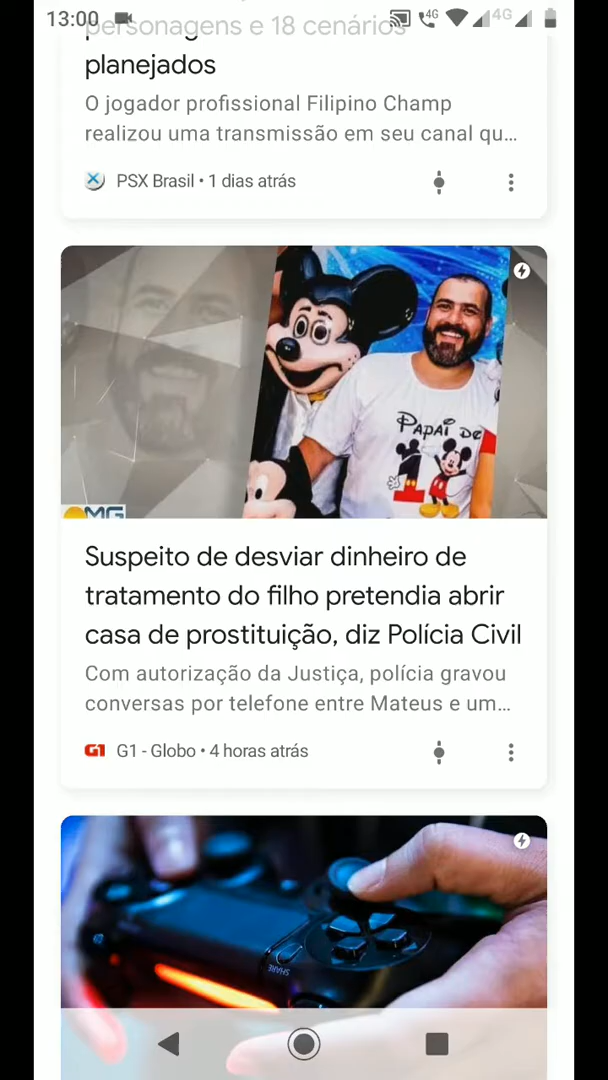 13:00
4G
4G
personagens e 18 cenários
planejados
O jogador profissional Filipino Champ
realizou uma transmissão em seu canal qu…
PSX Brasil • 1 dias atrás
PAPAI DE
1
MG
Suspeito de desviar dinheiro de
tratamento do filho pretendia abrir
casa de prostituição, diz Polícia Civil
Com autorização da Justiça, polícia gravou
conversas por telefone entre Mateus e um…
G1 G1 - Globo • 4 horas atrás
SHARE